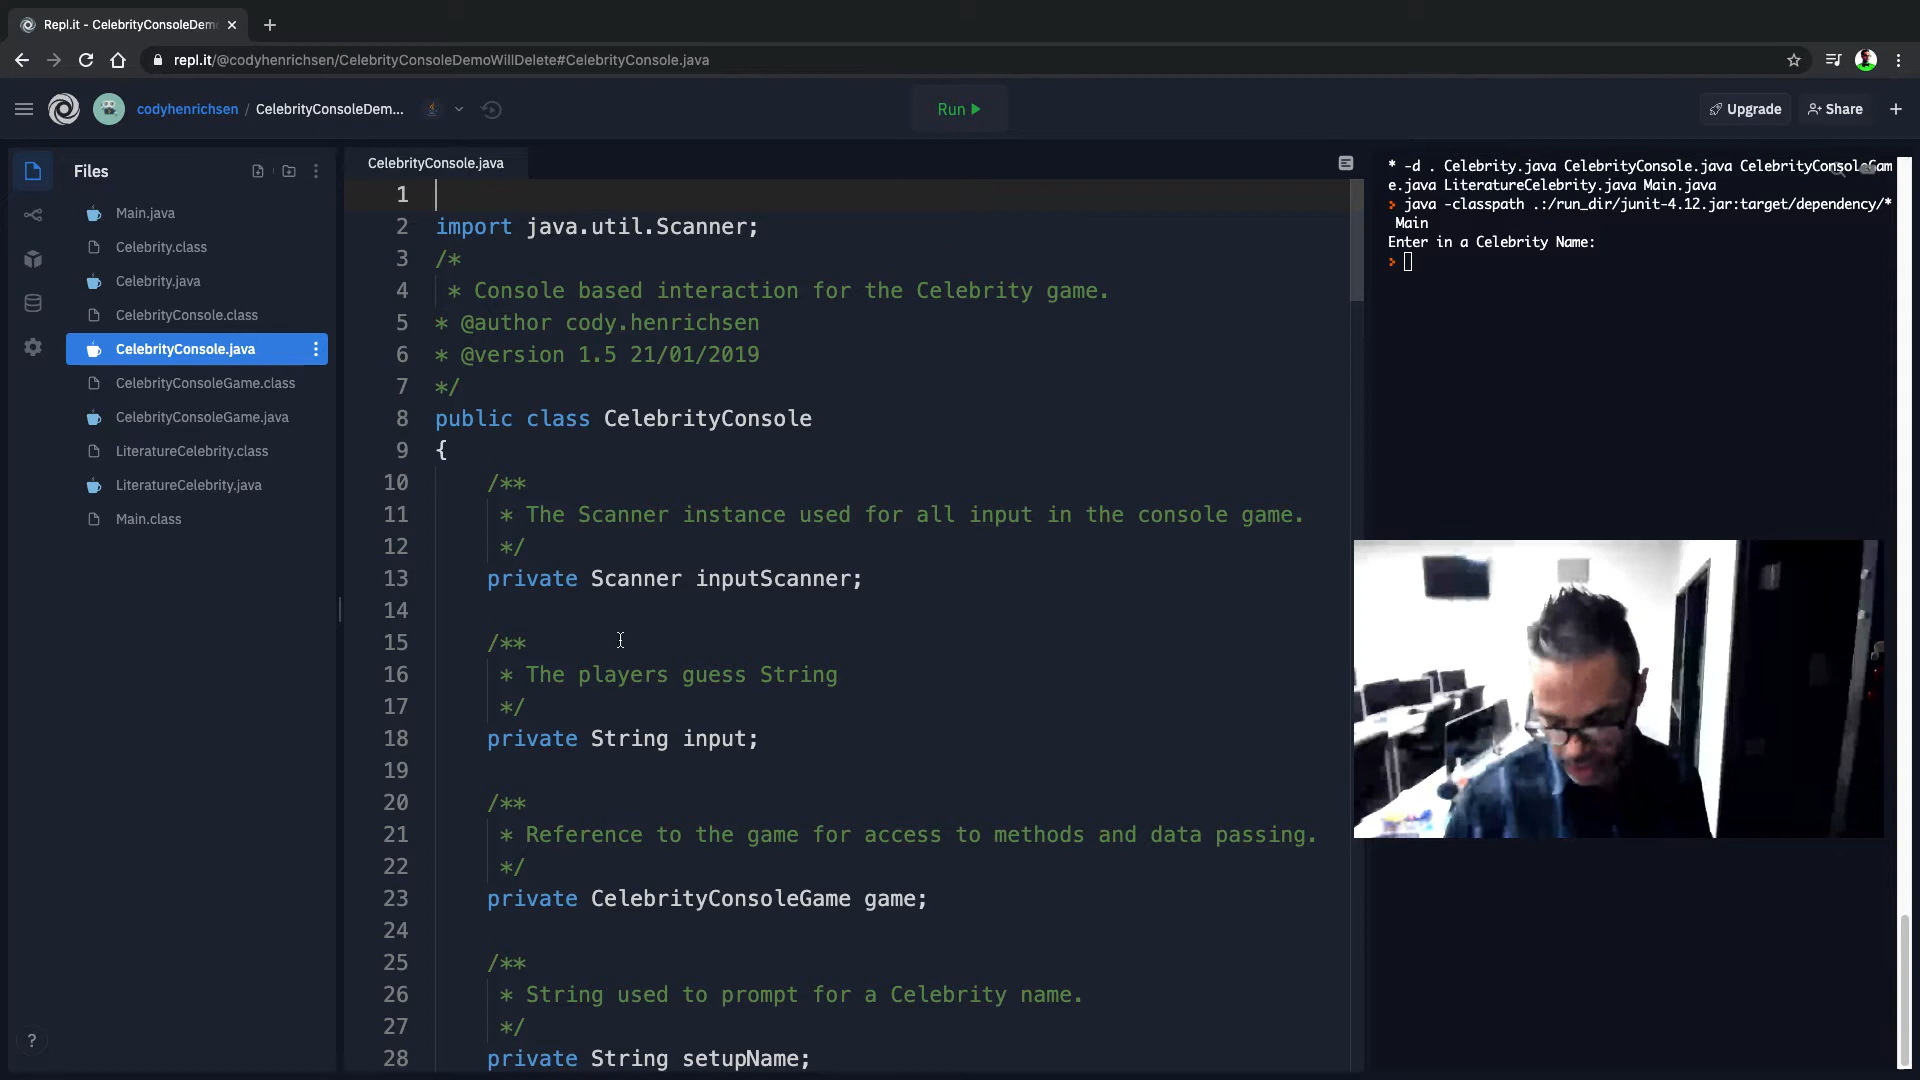 Repl.it - CelebrityConsoleDem
repl.it/@codyhenrichsen/CelebrityConsoleDemoWillDelete#CelebrityConsole.java
codyhenrichsen / CelebrityConsoleDem...
Run
Upgrade
Share
Files
Main.java
Celebrity.class
Celebrity.java
CelebrityConsole.class
CelebrityConsole.java
CelebrityConsoleGame.class
CelebrityConsoleGame.java
LiteratureCelebrity.class
LiteratureCelebrity.java
Main.class
?
CelebrityConsole.java
1
2 import java.util.Scanner;
3 /*
4 * Console based interaction for the Celebrity game.
5 * @author cody.henrichsen
6 * @version 1.5 21/01/2019
7 */
8 public class CelebrityConsole
9 {
10 /**
11 * The Scanner instance used for all input in the console game.
12 */
13 private Scanner inputScanner;
14
15 /**
16 * The players guess String
17 */
18 private String input;
19
20 /**
21 * Reference to the game for access to methods and data passing.
22 */
23 private CelebrityConsoleGame game;
24
25 /**
26 * String used to prompt for a Celebrity name.
27 */
28 private String setupName;
* -d . Celebrity.java CelebrityConsole.java CelebrityConsoleGam
e.java LiteratureCelebrity.java Main.java
> java -classpath .:/run_dir/junit-4.12.jar:target/dependency/*
Main
Enter in a Celebrity Name:
>